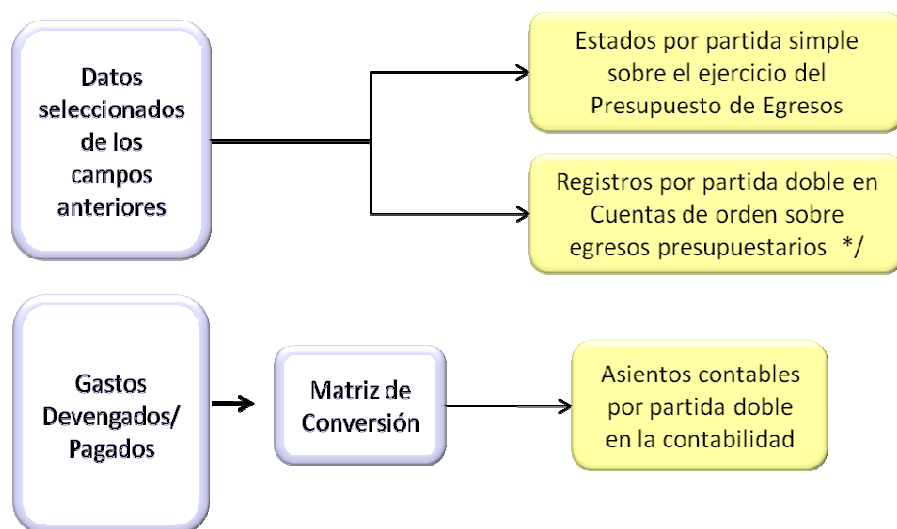 Datos
seleccionados
de los
campos
anteriores
Estados por partida simple
sobre el ejercicio del
Presupuesto de Egresos
Registros por partida doble en
Cuentas de orden sobre
egresos presupuestarios */
Gastos
Devengados/
Pagados
Matriz de
Conversión
Asientos contables
por partida doble
en la contabilidad